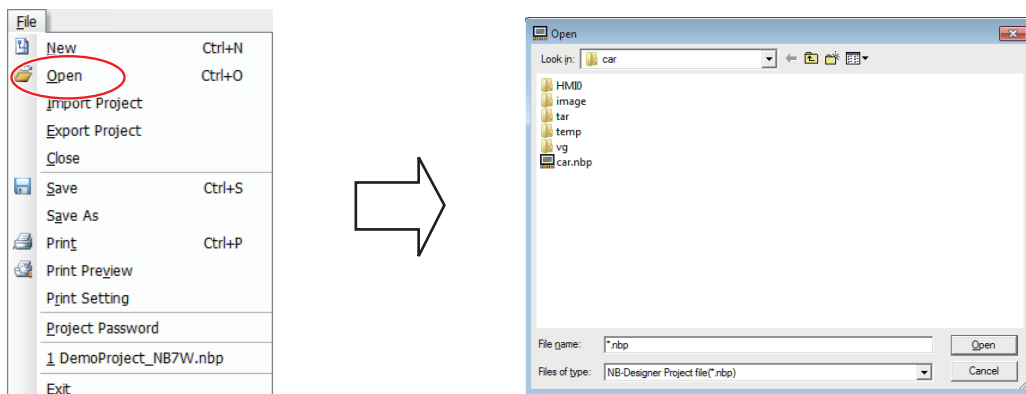 File
New Ctrl+N
Open Ctrl+O
Import Project
Export Project
Close
Save Ctrl+S
Save As
Print Ctrl+P
Print Preview
Print Setting
Project Password
1 DemoProject_NB7W.nbp
Exit
Open
Look in: car
HMI0
image
tar
temp
vg
car.nbp
File name: *.nbp Open
Files of type: NB-Designer Project file(*.nbp) Cancel